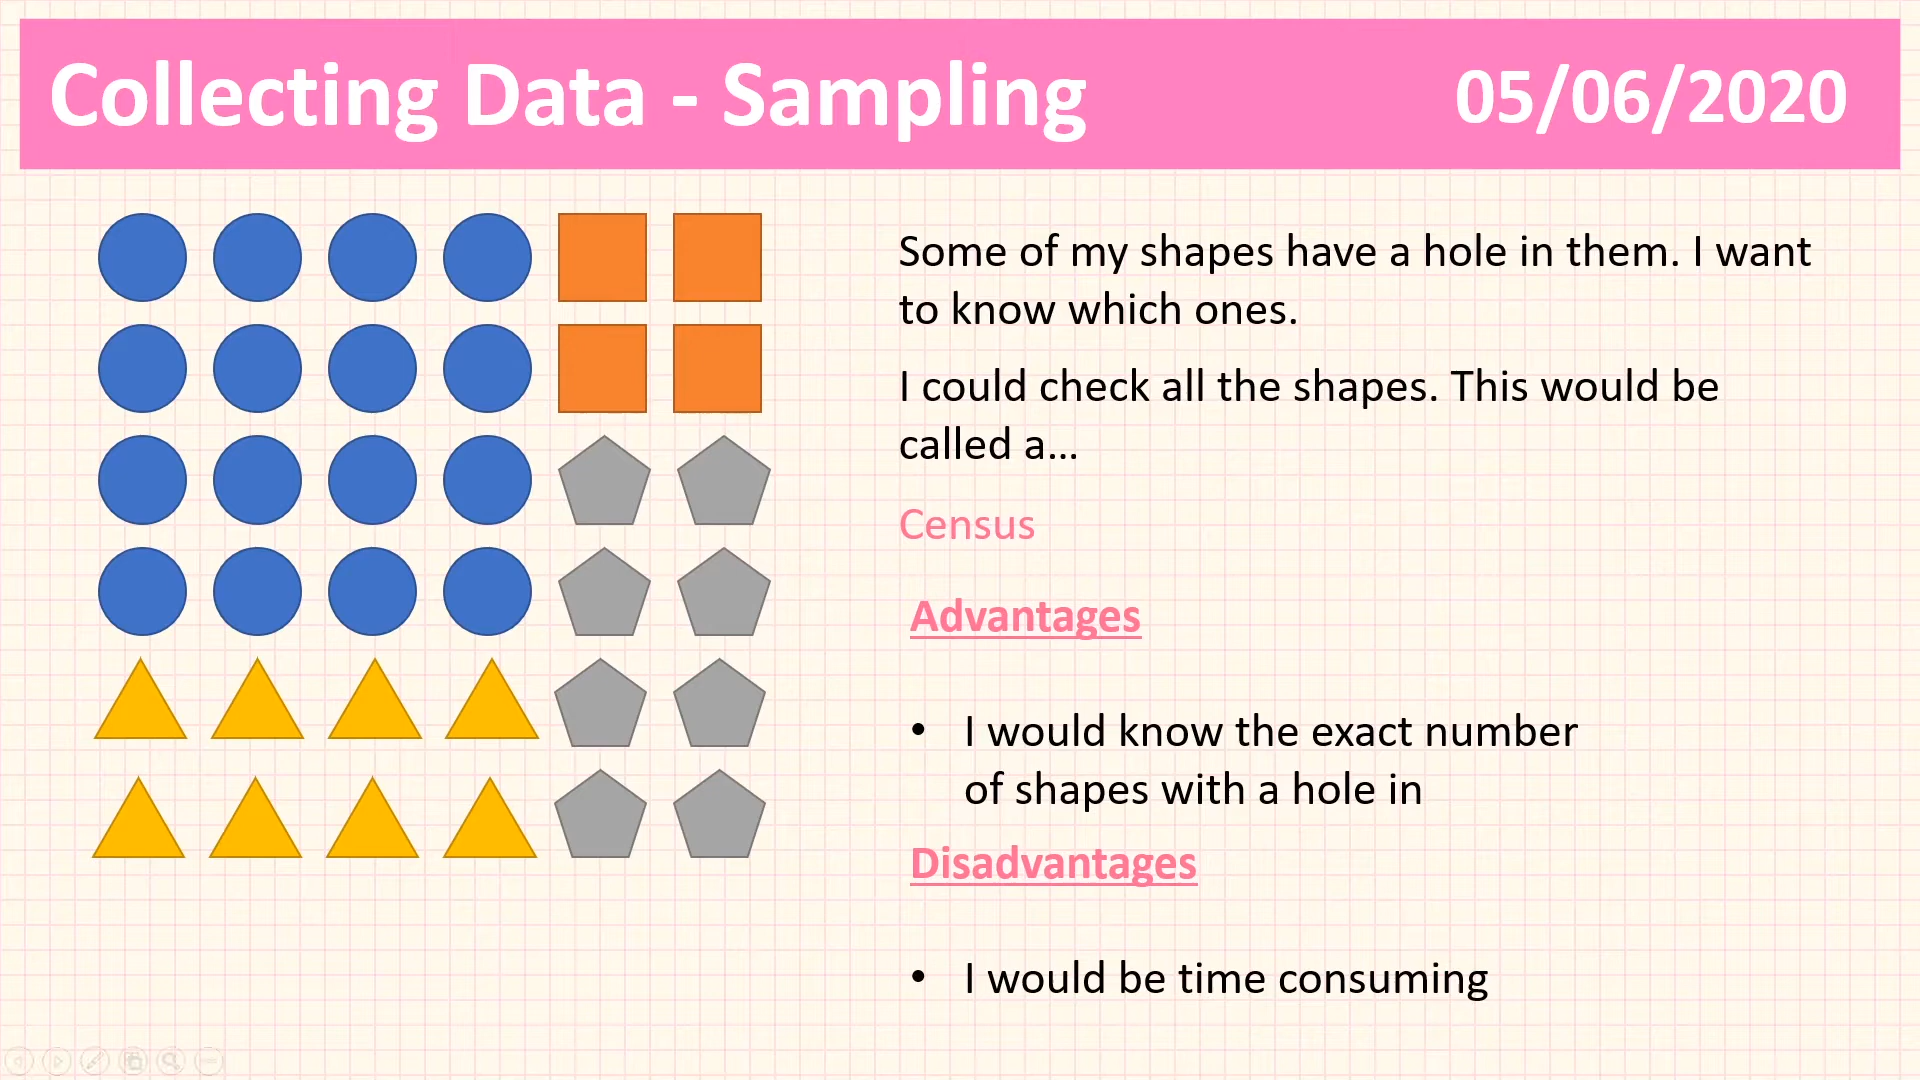 Collecting Data - Sampling
05/06/2020
Some of my shapes have a hole in them. I want
to know which ones.
I could check all the shapes. This would be
called a…
Census
Advantages
• I would know the exact number
of shapes with a hole in
Disadvantages
• I would be time consuming